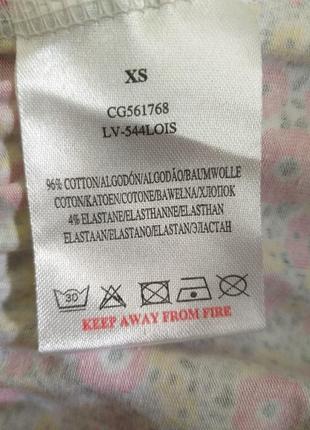 XS
CG561768
LV-544LOIS
96% COTTON/ALGODÓN/ALGODÃO/BAUMWOLLE
COTON/KATOEN/COTONE/BAWELNA/ХЛОПОК
4% ELASTANE/ELASTHANNE/ELASTHAN
ELASTAAN/ELASTANO/ELASTAN/ЭЛАСТАН
30
KEEP AWAY FROM FIRE